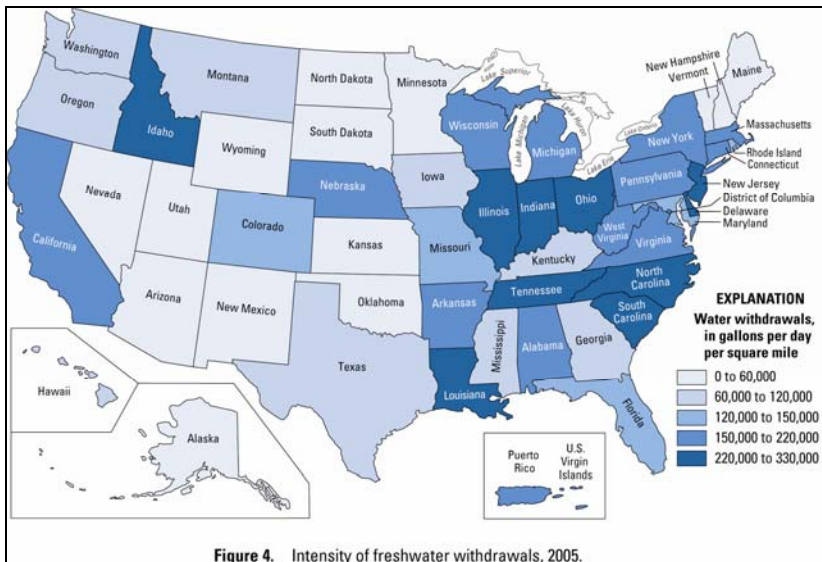 Washington
Montana
North Dakota
Minnesota
Lake Superior
New Hampshire
Vermont
Maine
Oregon
Idaho
Wyoming
South Dakota
Wisconsin
Lake Michigan
Lake Huron
Michigan
Lake Ontario
Lake Erie
New York
Massachusetts
Rhode Island
Connecticut
Nevada
Utah
Colorado
Nebraska
Iowa
Illinois
Indiana
Ohio
Pennsylvania
New Jersey
District of Columbia
Delaware
Maryland
California
Kansas
Missouri
Kentucky
West
Virginia
Virginia
Arizona
New Mexico
Oklahoma
Arkansas
Tennessee
North
Carolina
South
Carolina
Texas
Louisiana
Mississippi
Alabama
Georgia
Florida
Hawaii
Alaska
Puerto
Rico
U.S.
Virgin
Islands
EXPLANATION
Water withdrawals,
in gallons per day
per square mile
0 to 60,000
60,000 to 120,000
120,000 to 150,000
150,000 to 220,000
220,000 to 330,000
Figure 4. Intensity of freshwater withdrawals, 2005.